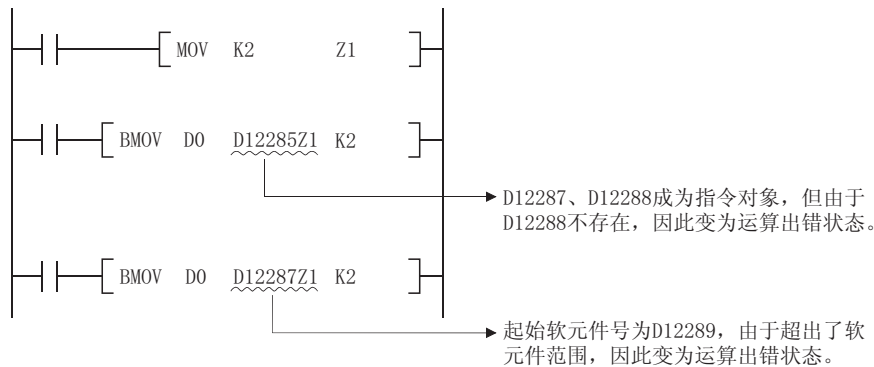 MOV K2 Z1
BMOV D0 D12285Z1 K2
D12287、D12288成为指令对象，但由于
D12288不存在，因此变为运算出错状态。
BMOV D0 D12287Z1 K2
起始软元件号为D12289，由于超出了软
元件范围，因此变为运算出错状态。